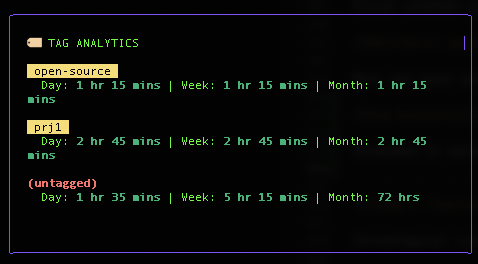 TAG ANALYTICS
open-source
Day: 1 hr 15 mins | Week: 1 hr 15 mins | Month: 1 hr 15
mins
prj1
Day: 2 hr 45 mins | Week: 2 hr 45 mins | Month: 2 hr 45
mins
(untagged)
Day: 1 hr 35 mins | Week: 5 hr 15 mins | Month: 72 hrs